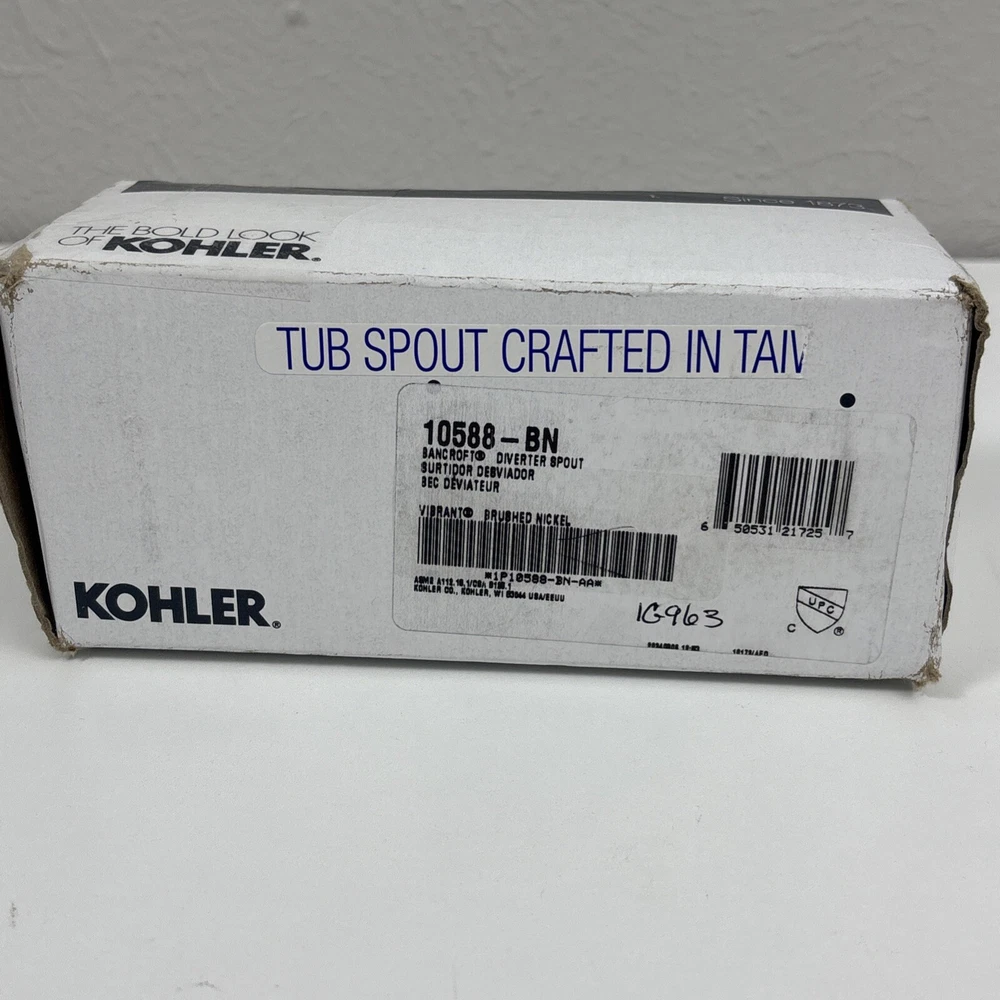 Since 1873
THE BOLD LOOK
OF KOHLER®
TUB SPOUT CRAFTED IN TAIW
10588-BN
BANCROFT® DIVERTER SPOUT
SURTIDOR DESVIADOR
BEC DÉVIATEUR
VIBRANT® BRUSHED NICKEL
*1P10588-BN-AA*
KOHLER CO., KOHLER, WI 53044 USA/EEUU
6 50531 21725 7
KOHLER®
1G963
UPC
C ®